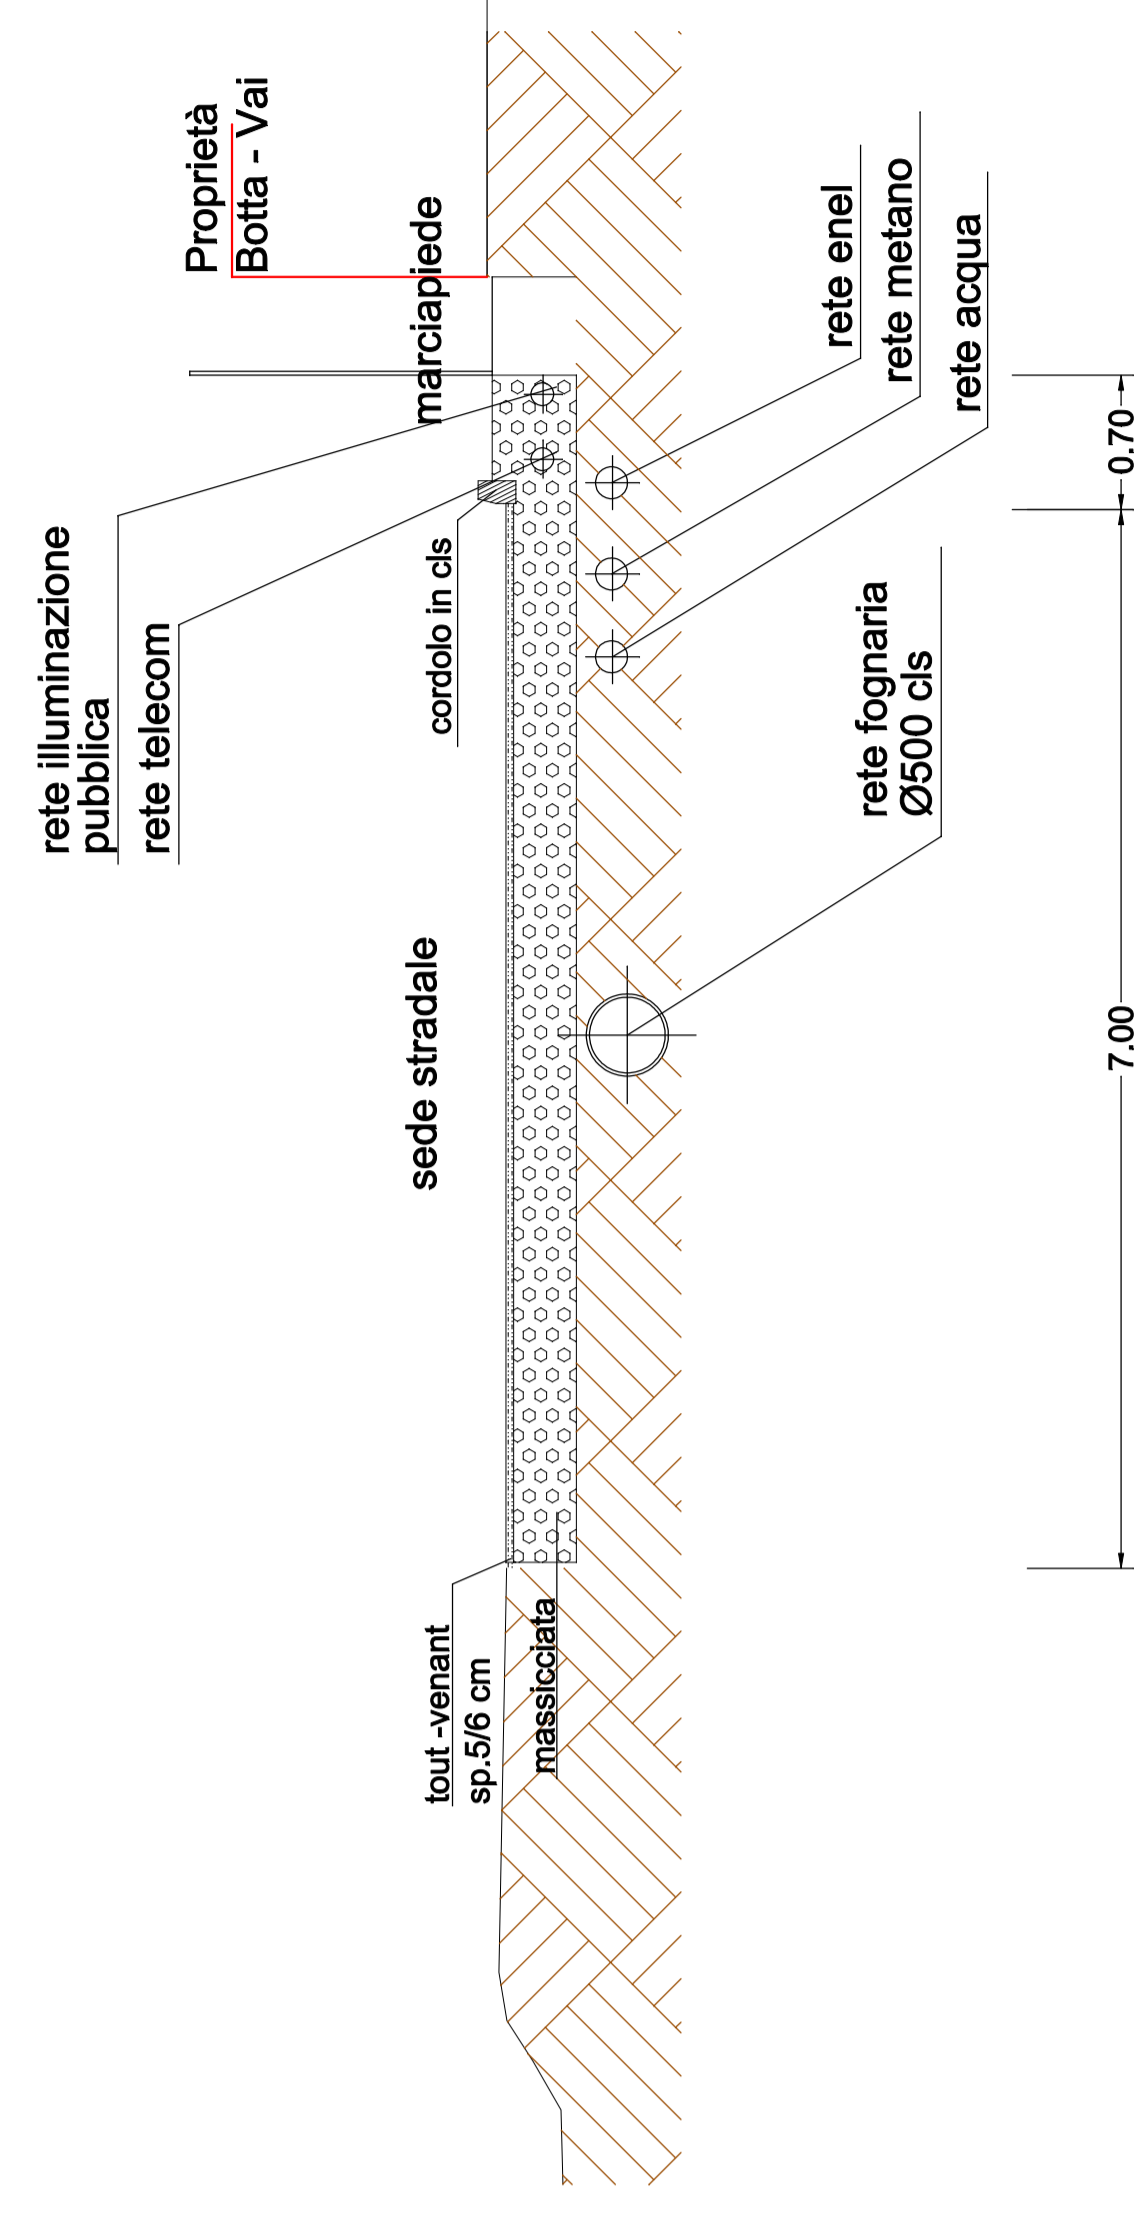 rete illuminazione
pubblica
rete telecom
Proprietà
Botta - Vai
marciapiede
sede stradale
cordolo in cls
tout -venant
sp.5/6 cm
massicciata
rete enel
rete metano
rete acqua
rete fognaria
Ø500 cls
7.00
0.70